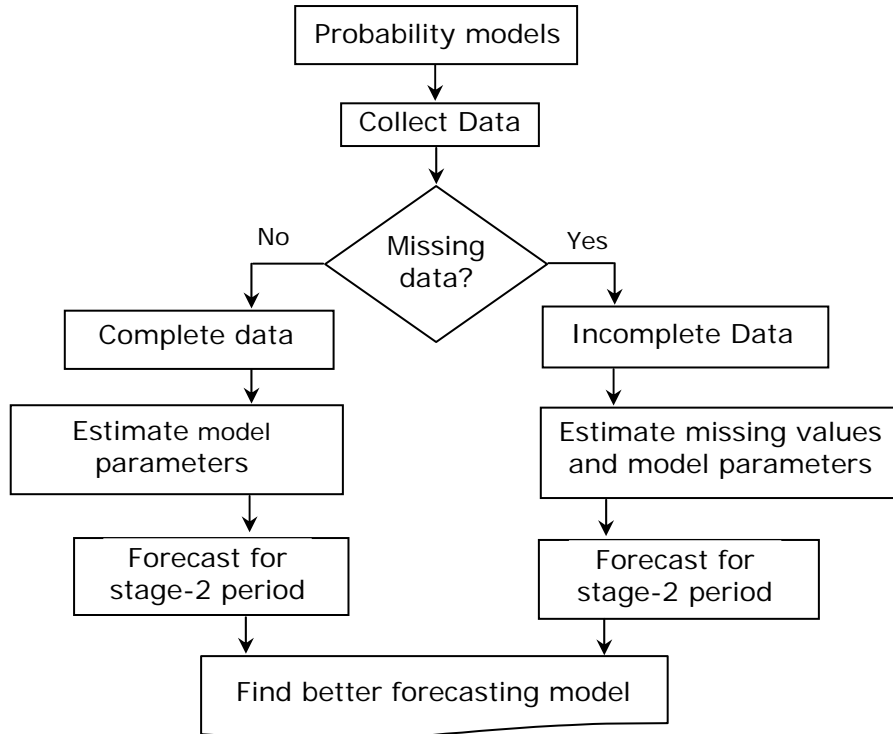 Probability models
Collect Data
Missing
data?
No
Yes
Complete data
Incomplete Data
Estimate model
parameters
Estimate missing values
and model parameters
Forecast for
stage-2 period
Forecast for
stage-2 period
Find better forecasting model